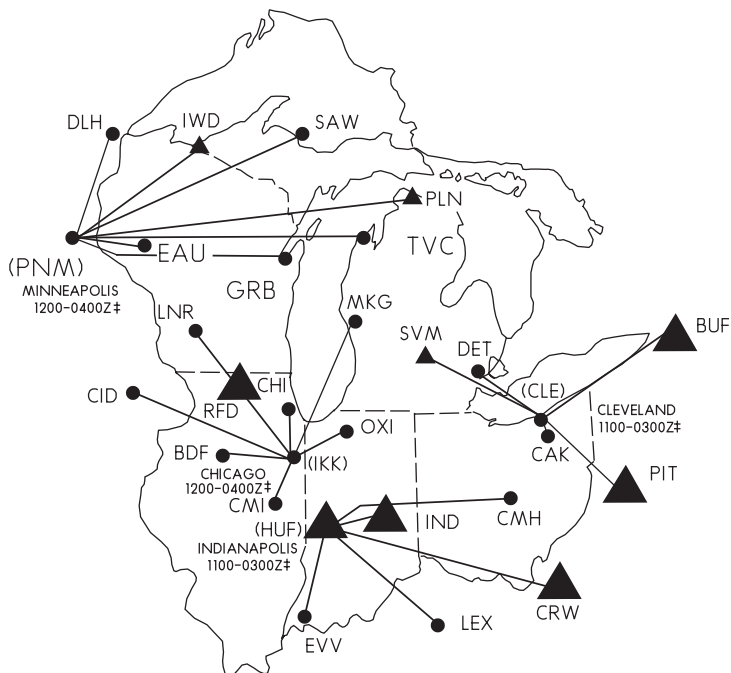 DLH
IWD
SAW
PLN
(PNM)
EAU
TVC
MINNEAPOLIS
1200-0400Z‡
GRB
LNR
MKG
BUF
SVM
DET
CID
CHI
(CLE)
RFD
CLEVELAND
1100-0300Z‡
OXI
BDF
(IKK)
CAK
CHICAGO
1200-0400Z‡
PIT
CMI
(HUF)
IND
CMH
INDIANAPOLIS
1100-0300Z‡
CRW
EVV
LEX